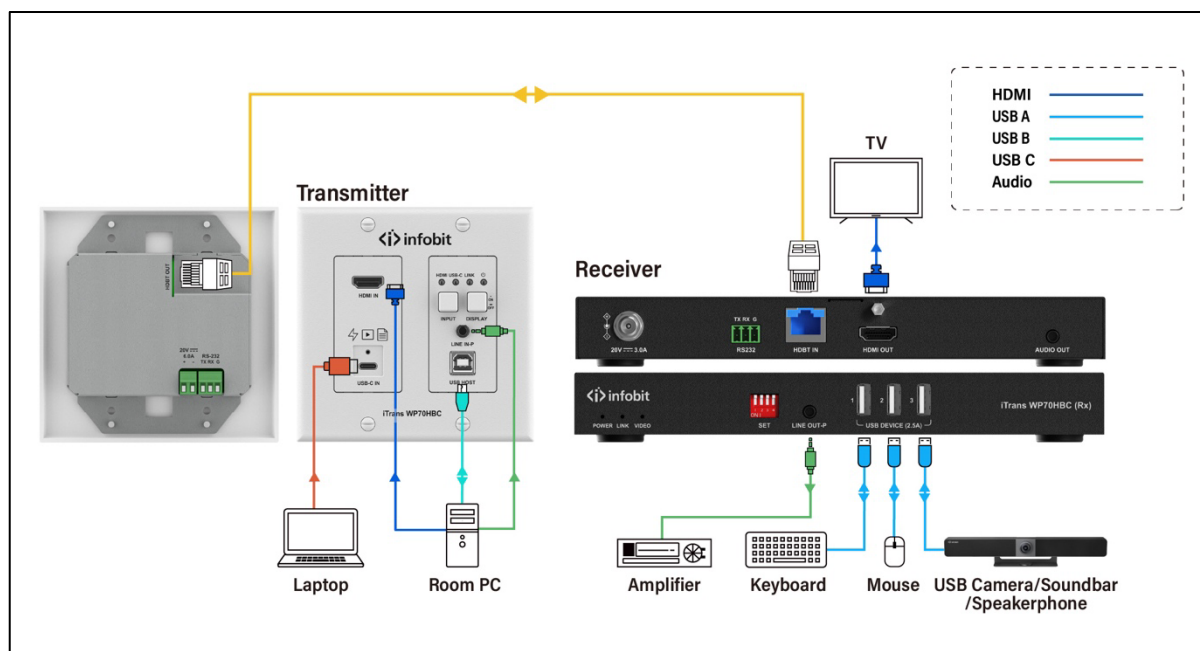 HDMI
USB A
USB B
USB C
Audio
TV
Transmitter
Receiver
HDBT OUT
20V⎓
6.0A RS-232
+ − TX RX G
infobit
HDMI USB-C LINK
HDMI IN
INPUT DISPLAY
LINE IN-P
USB-C IN
USB HOST
iTrans WP70HBC
20V⎓3.0A
TX RX G
RS232
HDBT IN
HDMI OUT
AUDIO OUT
infobit
POWER LINK VIDEO
SET
LINE OUT-P
1 2 3
USB DEVICE (2.5A)
iTrans WP70HBC (Rx)
Laptop
Room PC
Amplifier
Keyboard
Mouse
USB Camera/Soundbar
/Speakerphone